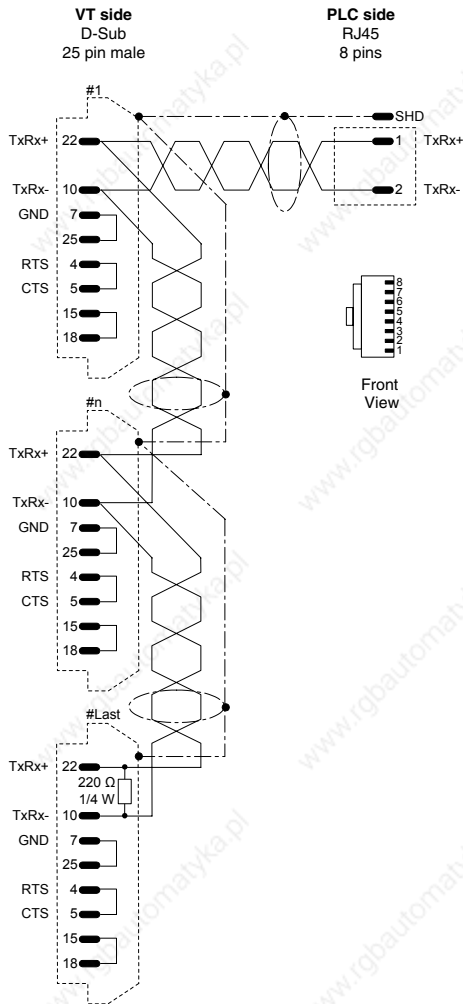 VT side
D-Sub
25 pin male
PLC side
RJ45
8 pins
#1
SHD
TxRx+ 22
1 TxRx+
TxRx- 10
2 TxRx-
GND 7
25
RTS 4
CTS 5
15
18
8
7
6
5
4
3
2
1
Front
View
#n
TxRx+ 22
TxRx- 10
GND 7
25
RTS 4
CTS 5
15
18
#Last
TxRx+ 22
220 Ω
1/4 W
TxRx- 10
GND 7
25
RTS 4
CTS 5
15
18
www.rgbautomatyka.pl